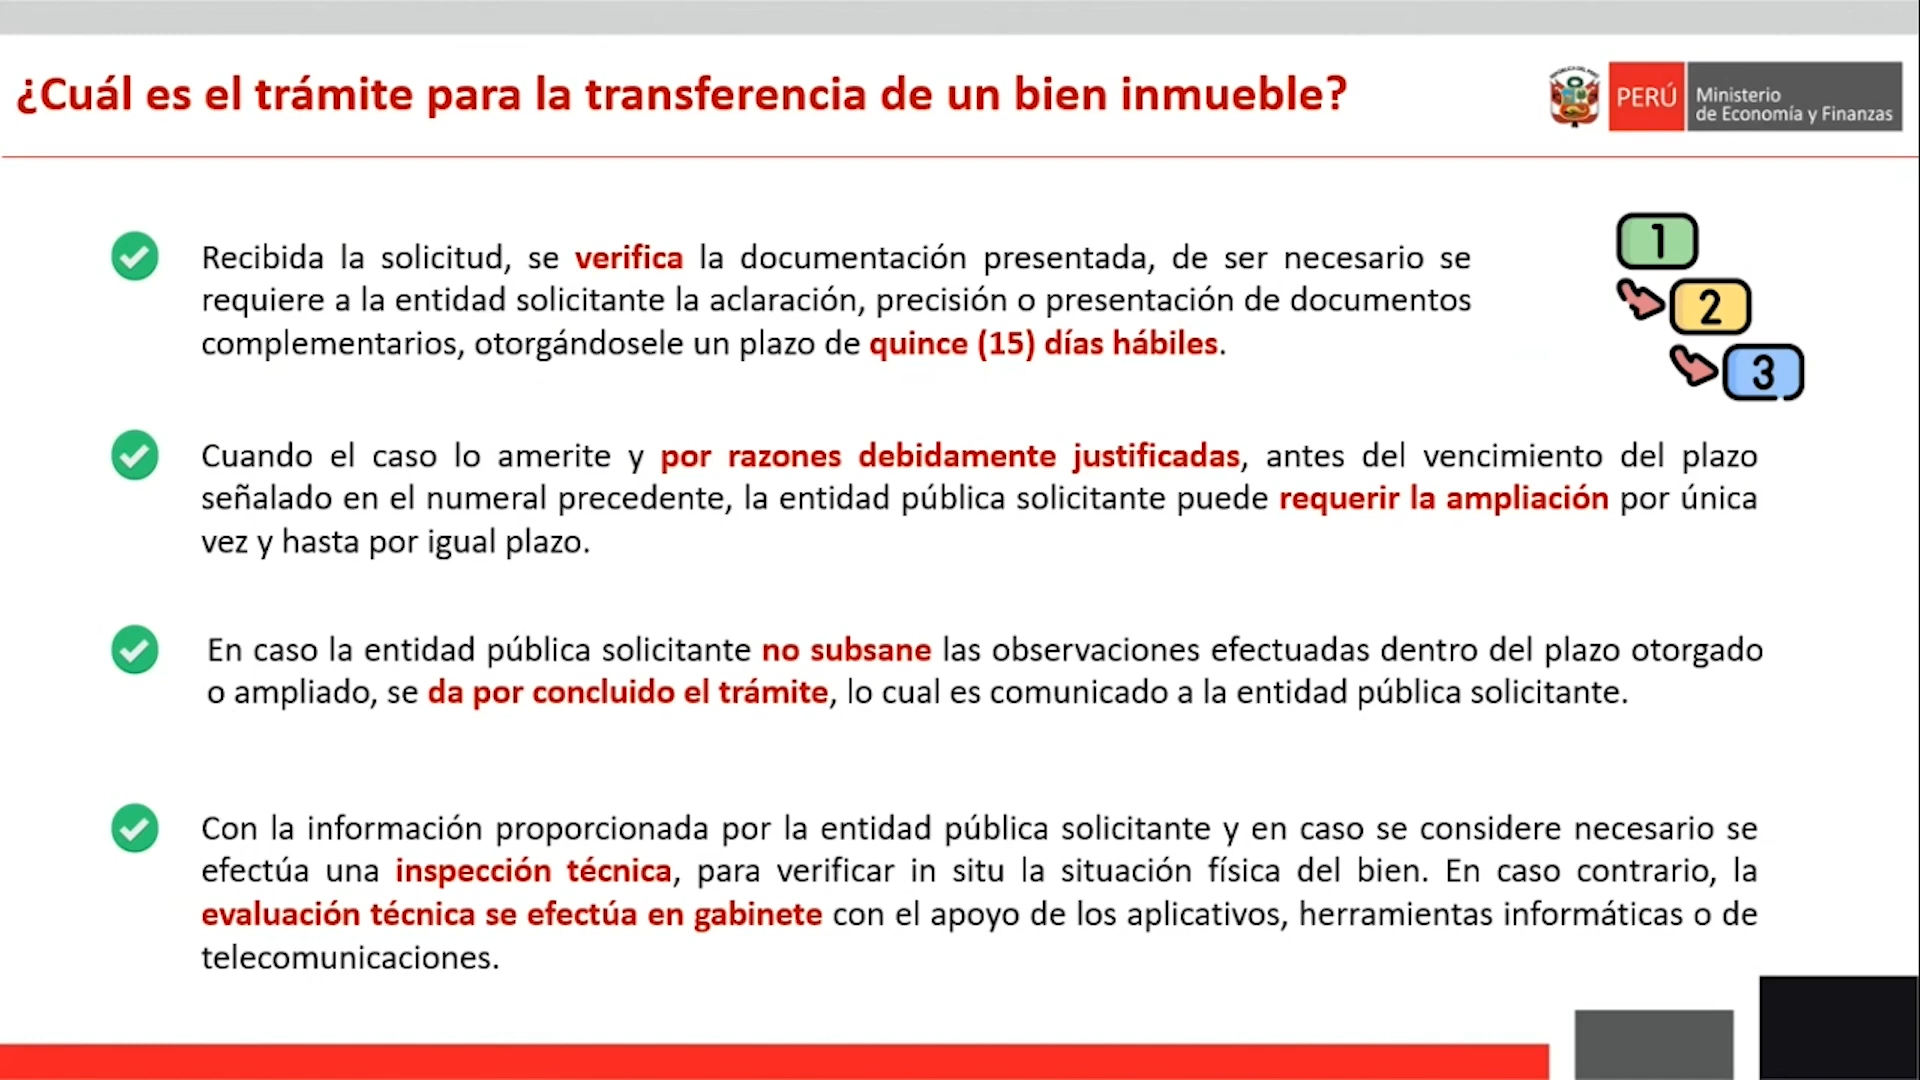 ¿Cuál es el trámite para la transferencia de un bien inmueble?
PERÚ
Ministerio
de Economía y Finanzas
Recibida la solicitud, se verifica la documentación presentada, de ser necesario se
requiere a la entidad solicitante la aclaración, precisión o presentación de documentos
complementarios, otorgándosele un plazo de quince (15) días hábiles.
1
2
3
Cuando el caso lo amerite y por razones debidamente justificadas, antes del vencimiento del plazo
señalado en el numeral precedente, la entidad pública solicitante puede requerir la ampliación por única
vez y hasta por igual plazo.
En caso la entidad pública solicitante no subsane las observaciones efectuadas dentro del plazo otorgado
o ampliado, se da por concluido el trámite, lo cual es comunicado a la entidad pública solicitante.
Con la información proporcionada por la entidad pública solicitante y en caso se considere necesario se
efectúa una inspección técnica, para verificar in situ la situación física del bien. En caso contrario, la
evaluación técnica se efectúa en gabinete con el apoyo de los aplicativos, herramientas informáticas o de
telecomunicaciones.